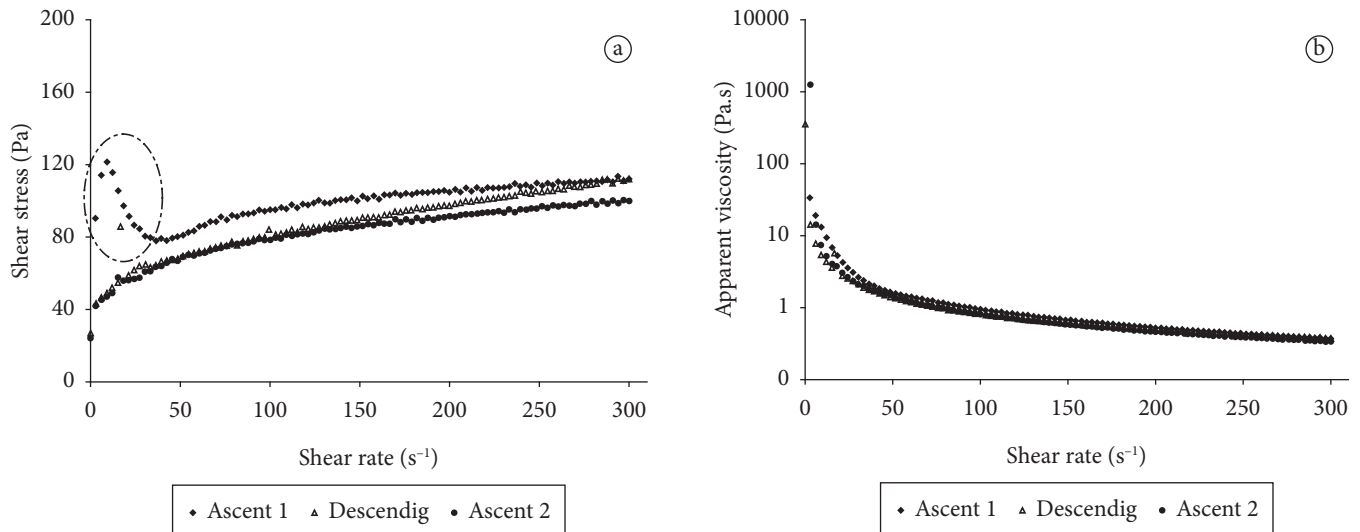 200
160
120
80
40
0
Shear stress (Pa)
0 50 100 150 200 250 300
Shear rate (s⁻¹)
a
◆ Ascent 1 △ Descendig ● Ascent 2
10000
1000
100
10
1
0
Apparent viscosity (Pa.s)
0 50 100 150 200 250 300
Shear rate (s⁻¹)
b
◆ Ascent 1 △ Descendig ● Ascent 2